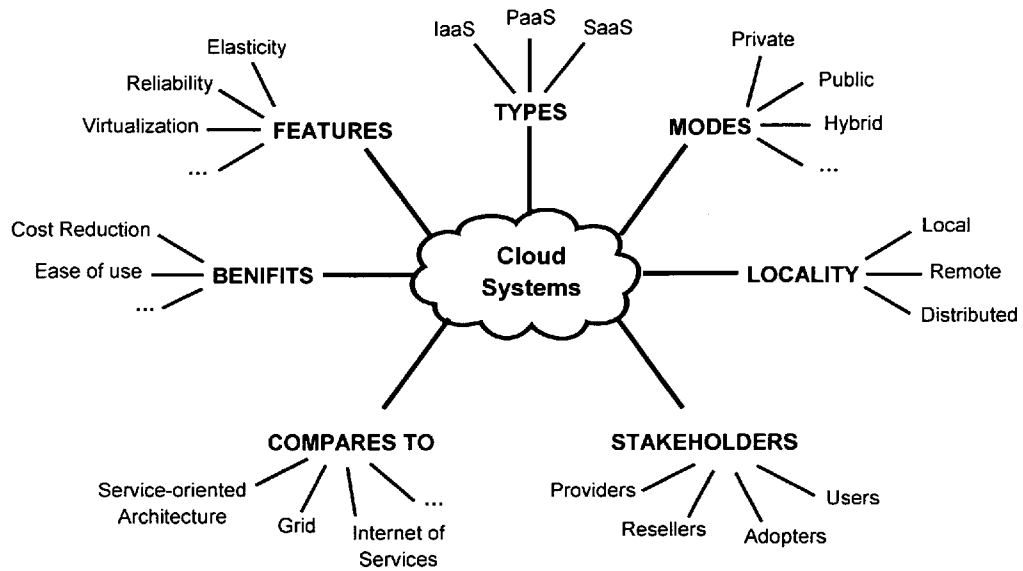 IaaS
PaaS
SaaS
TYPES
Elasticity
Reliability
Virtualization
...
FEATURES
Private
Public
Hybrid
...
MODES
Cost Reduction
Ease of use
...
BENIFITS
Cloud
Systems
LOCALITY
Local
Remote
Distributed
COMPARES TO
Service-oriented
Architecture
Grid
Internet of
Services
...
STAKEHOLDERS
Providers
Resellers
Adopters
Users